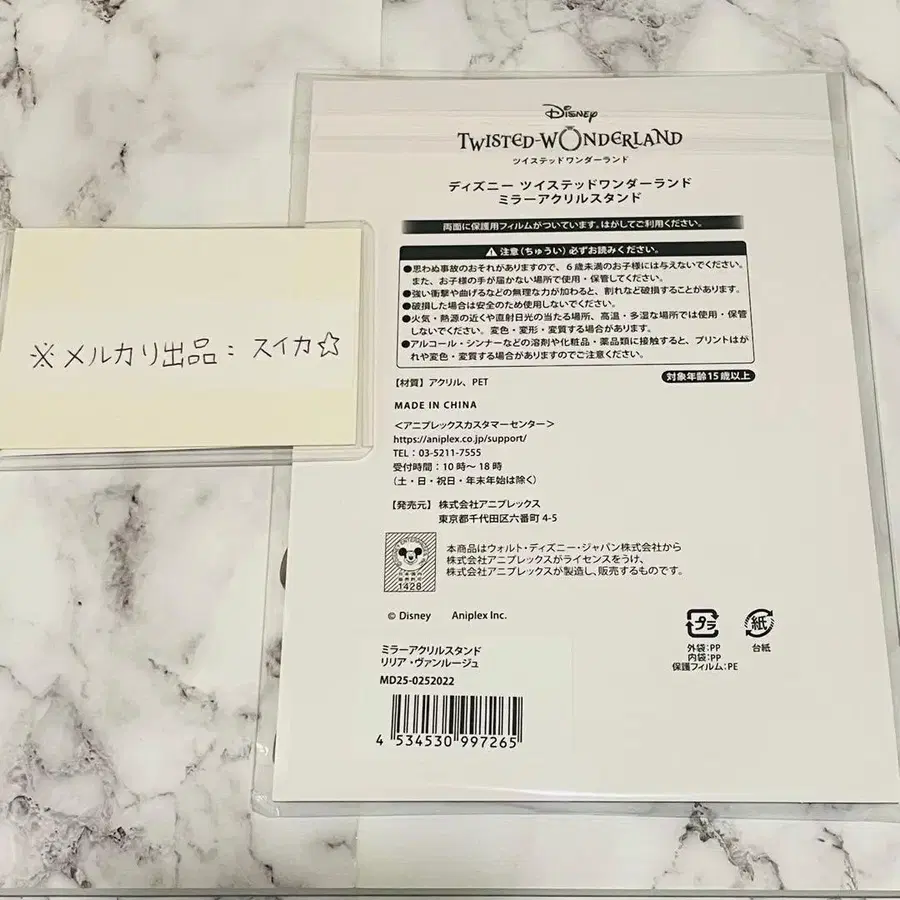 ※メルカリ出品：スイカ☆
Disney
TWISTED-WONDERLAND
ツイステッドワンダーランド
ディズニー ツイステッドワンダーランド
ミラーアクリルスタンド
両面に保護用フィルムがついています。はがしてご利用ください。
注意（ちゅうい）必ずお読みください。
●思わぬ事故のおそれがありますので、6歳未満のお子様には与えないでください。
また、お子様の手が届かない場所で使用・保管してください。
●強い衝撃や曲げるなどの無理な力が加わると、割れなど破損することがあります。
●破損した場合は安全のため使用しないでください。
●火気・熱源の近くや直射日光の当たる場所、高温・多湿な場所では使用・保管
しないでください。変色・変形・変質する場合があります。
●アルコール・シンナーなどの溶剤や化粧品・薬品類に接触すると、プリントはが
れや変色・変質する場合がありますのでご注意ください。
【材質】アクリル、PET
対象年齢15歳以上
MADE IN CHINA
＜アニプレックスカスタマーセンター＞
https://aniplex.co.jp/support/
TEL：03-5211-7555
受付時間：10時～18時
（土・日・祝日・年末年始は除く）
【発売元】株式会社アニプレックス
東京都千代田区六番町4-5
1428
本商品はウォルト・ディズニー・ジャパン株式会社から
株式会社アニプレックスがライセンスをうけ、
株式会社アニプレックスが製造し、販売するものです。
© Disney Aniplex Inc.
プラ
外袋:PP
内袋:PP
保護フィルム:PE
紙
台紙
ミラーアクリルスタンド
リリア・ヴァンルージュ
MD25-0252022
4 534530 997265